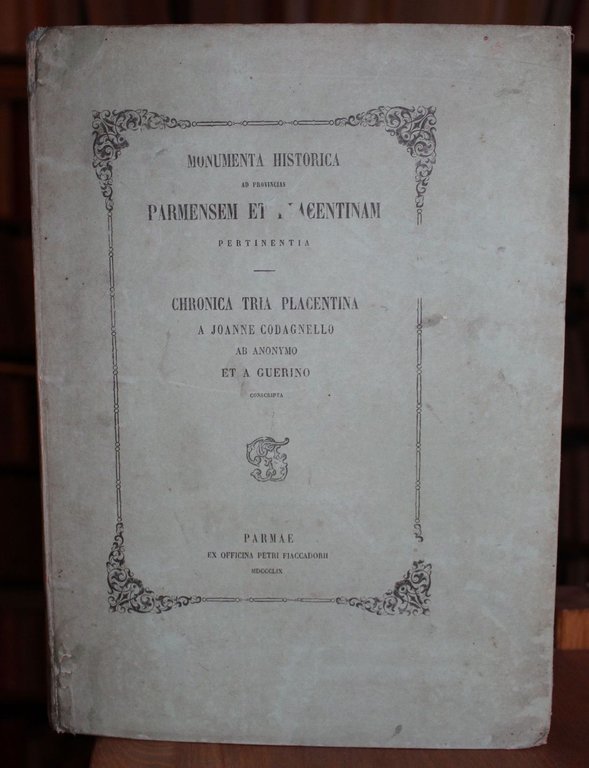 MONUMENTA HISTORICA
AD PROVINCIAS
PARMENSEM ET PLACENTINAM
PERTINENTIA
CHRONICA TRIA PLACENTINA
A JOANNE CODAGNELLO
AB ANONYMO
ET A GUERINO
CONSCRIPTA
PARMAE
EX OFFICINA PETRI FIACCADORII
MDCCCLIX